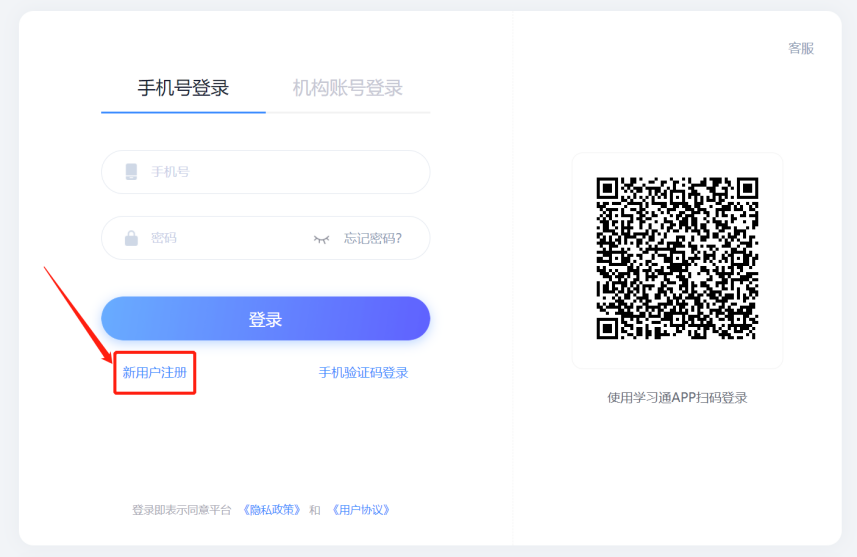 客服
手机号登录 机构账号登录
手机号
密码 忘记密码?
登录
新用户注册 手机验证码登录
使用学习通APP扫码登录
登录即表示同意平台 《隐私政策》 和 《用户协议》